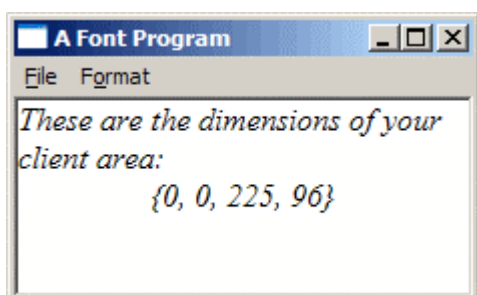 A Font Program
File Format
These are the dimensions of your
client area:
{0, 0, 225, 96}